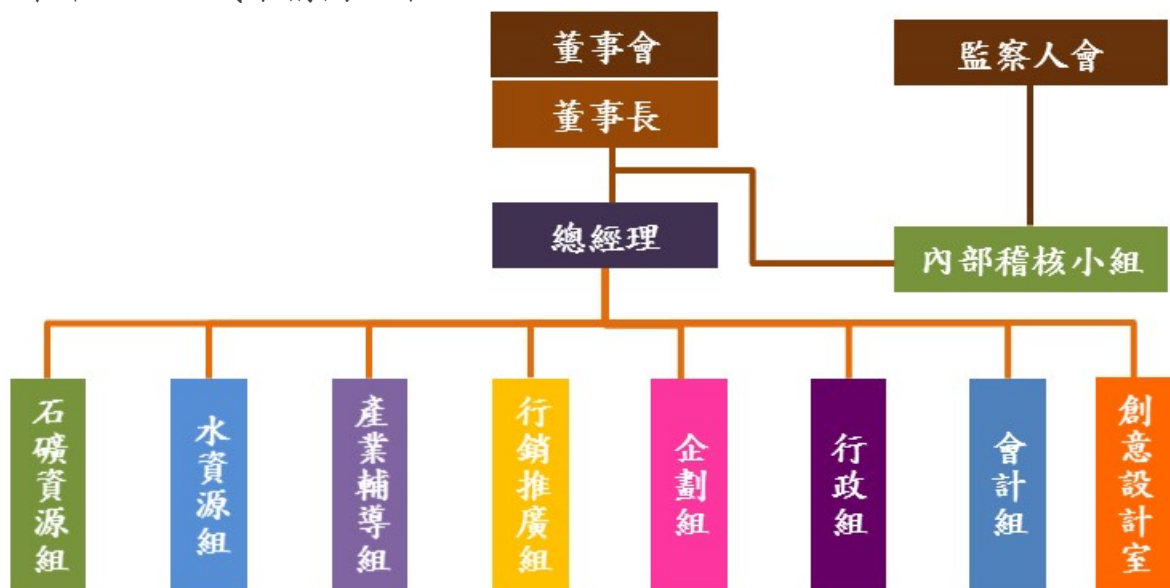 董事會
監察人會
董事長
總經理
內部稽核小組
石礦資源組
水資源組
產業輔導組
行銷推廣組
企劃組
行政組
會計組
創意設計室